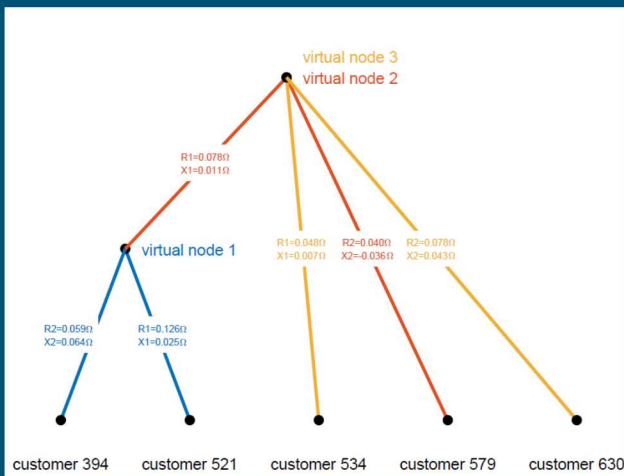 virtual node 3
virtual node 2
R1=0.078Ω
X1=0.011Ω
virtual node 1
R1=0.048Ω
X1=0.007Ω
R2=0.040Ω
X2=-0.036Ω
R2=0.078Ω
X2=0.043Ω
R2=0.059Ω
X2=0.064Ω
R1=0.126Ω
X1=0.025Ω
customer 394
customer 521
customer 534
customer 579
customer 630